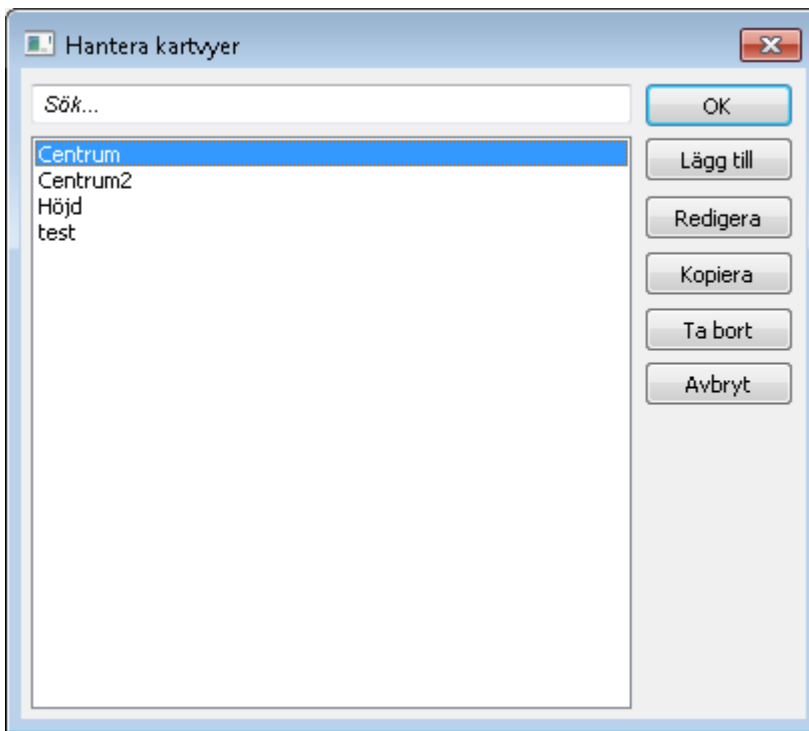 Hantera kartvyer
Sök...
OK
Centrum
Lägg till
Centrum2
Höjd
Redigera
test
Kopiera
Ta bort
Avbryt